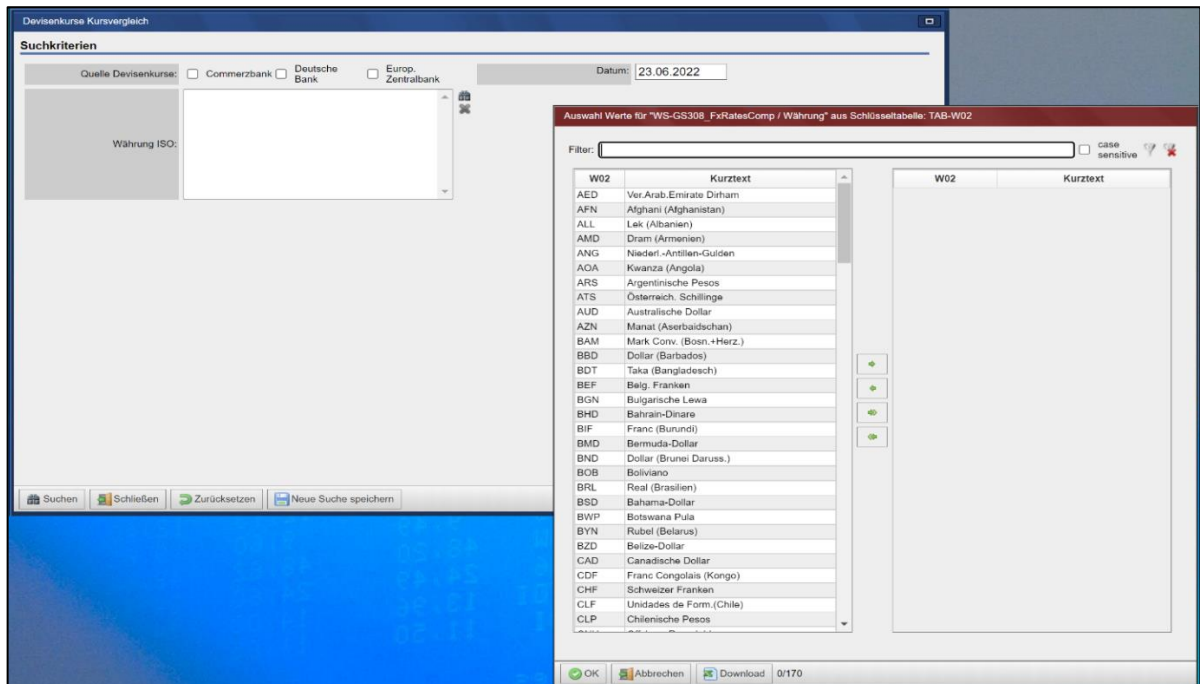 Devisenkurse Kursvergleich
Suchkriterien
Quelle Devisenkurse:
Commerzbank
Deutsche
Bank
Europ.
Zentralbank
Datum: 23.06.2022
Währung ISO:
Suchen Schließen Zurücksetzen Neue Suche speichern
Auswahl Werte für "WS-GS308_FxRatesComp / Währung" aus Schlüsseltabelle: TAB-W02
Filter:
case
sensitive
W02 Kurztext
AED Ver.Arab.Emirate Dirham
AFN Afghani (Afghanistan)
ALL Lek (Albanien)
AMD Dram (Armenien)
ANG Niederl.-Antillen-Gulden
AOA Kwanza (Angola)
ARS Argentinische Pesos
ATS Österreich. Schillinge
AUD Australische Dollar
AZN Manat (Aserbaidschan)
BAM Mark Conv. (Bosn.+Herz.)
BBD Dollar (Barbados)
BDT Taka (Bangladesch)
BEF Belg. Franken
BGN Bulgarische Lewa
BHD Bahrain-Dinare
BIF Franc (Burundi)
BMD Bermuda-Dollar
BND Dollar (Brunei Daruss.)
BOB Boliviano
BRL Real (Brasilien)
BSD Bahama-Dollar
BWP Botswana Pula
BYN Rubel (Belarus)
BZD Belize-Dollar
CAD Canadische Dollar
CDF Franc Congolais (Kongo)
CHF Schweizer Franken
CLF Unidades de Form.(Chile)
CLP Chilenische Pesos
W02 Kurztext
OK Abbrechen Download 0/170